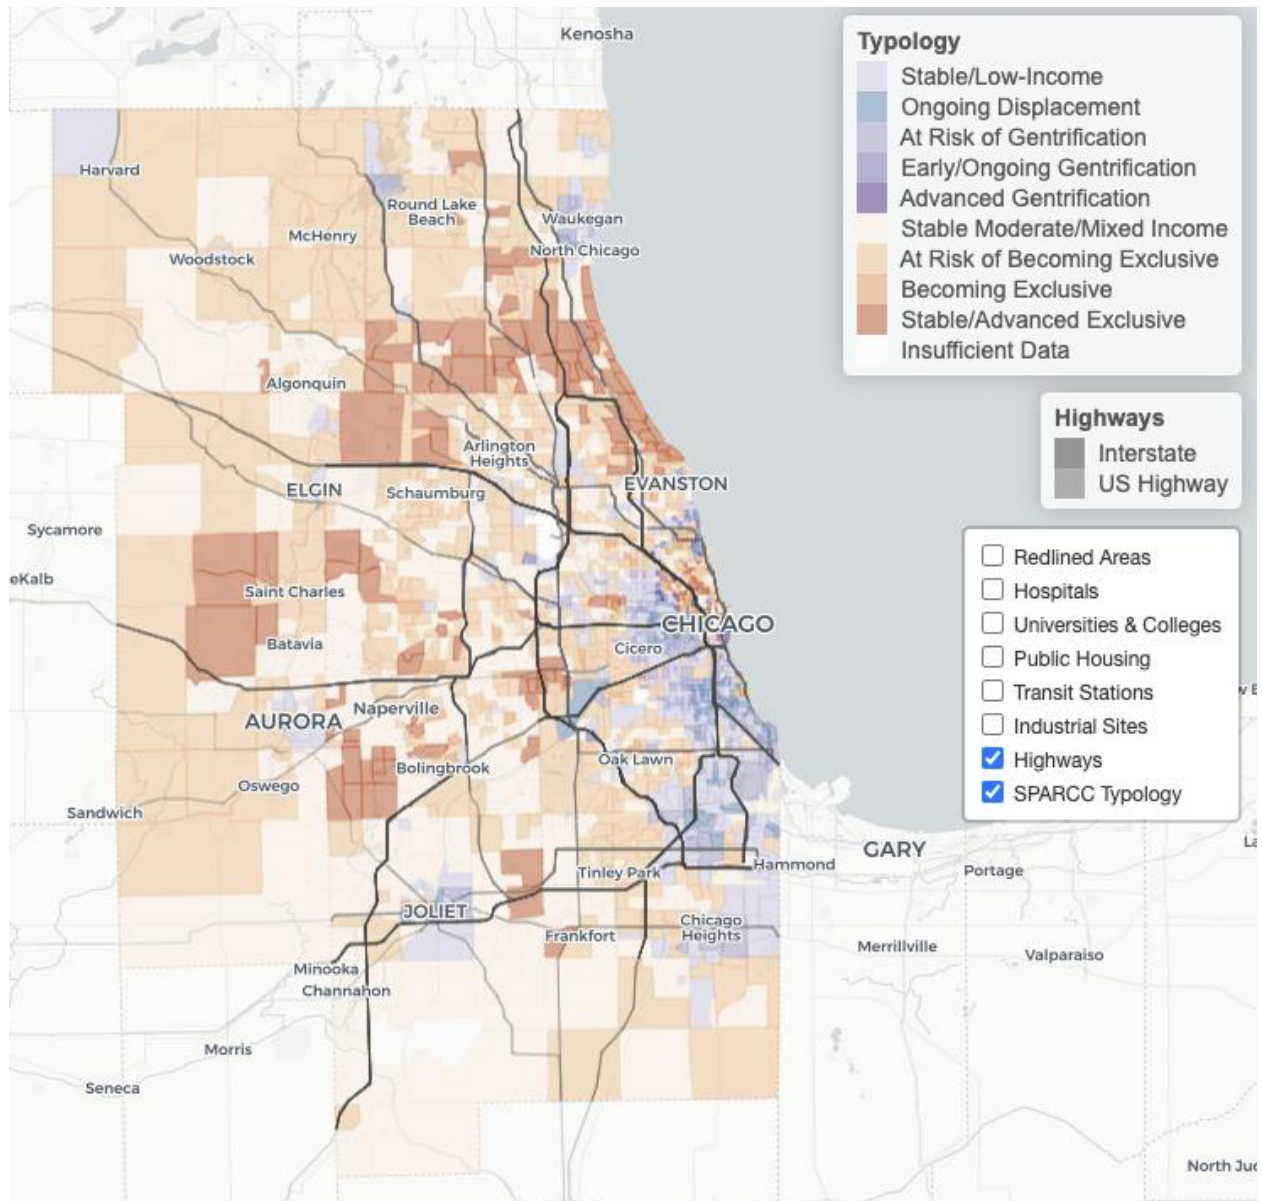 Kenosha
Typology
Stable/Low-Income
Ongoing Displacement
At Risk of Gentrification
Early/Ongoing Gentrification
Advanced Gentrification
Stable Moderate/Mixed Income
At Risk of Becoming Exclusive
Becoming Exclusive
Stable/Advanced Exclusive
Insufficient Data
Harvard
Round Lake
Beach
Waukegan
McHenry
North Chicago
Woodstock
Algonquin
Highways
Interstate
US Highway
Arlington
Heights
EVANSTON
ELGIN
Schaumburg
Sycamore
eKalb
Redlined Areas
Hospitals
Universities & Colleges
Public Housing
Transit Stations
Industrial Sites
Highways
SPARCC Typology
Saint Charles
CHICAGO
Batavia
Cicero
AURORA
Naperville
Oak Lawn
Bolingbrook
Oswego
Sandwich
GARY
Hammond
Portage
La
Tinley Park
JOLIET
Chicago
Heights
Frankfort
Merrillville
Valparaiso
Minooka
Channahon
Morris
Seneca
North Jud